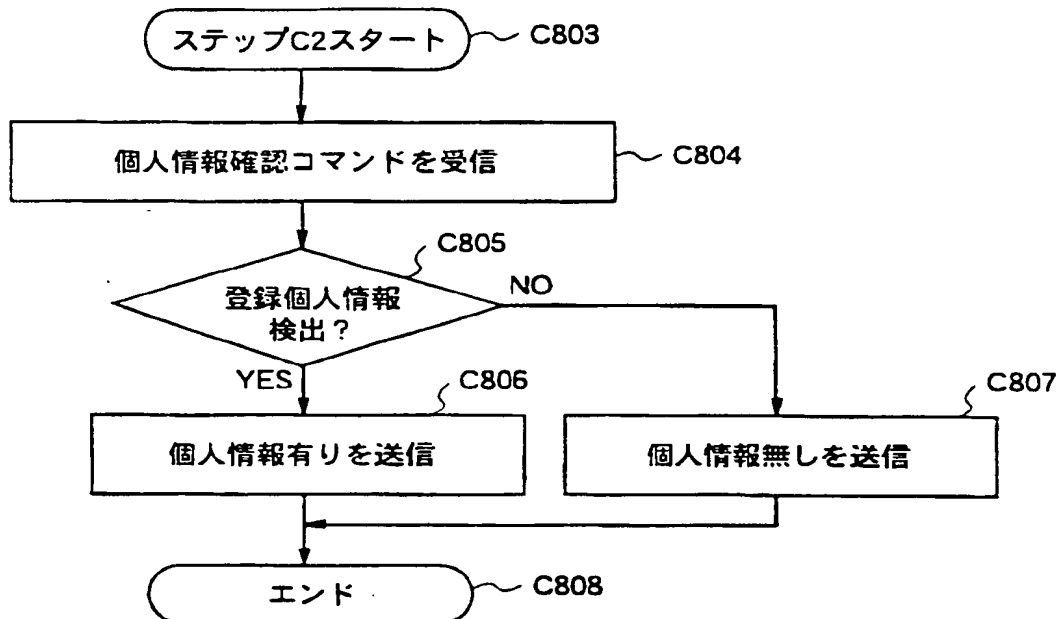 ステップC2スタート
C803
個人情報確認コマンドを受信
C804
C805
登録個人情報
検出?
NO
YES
C806
C807
個人情報有りを送信
個人情報無しを送信
エンド
C808